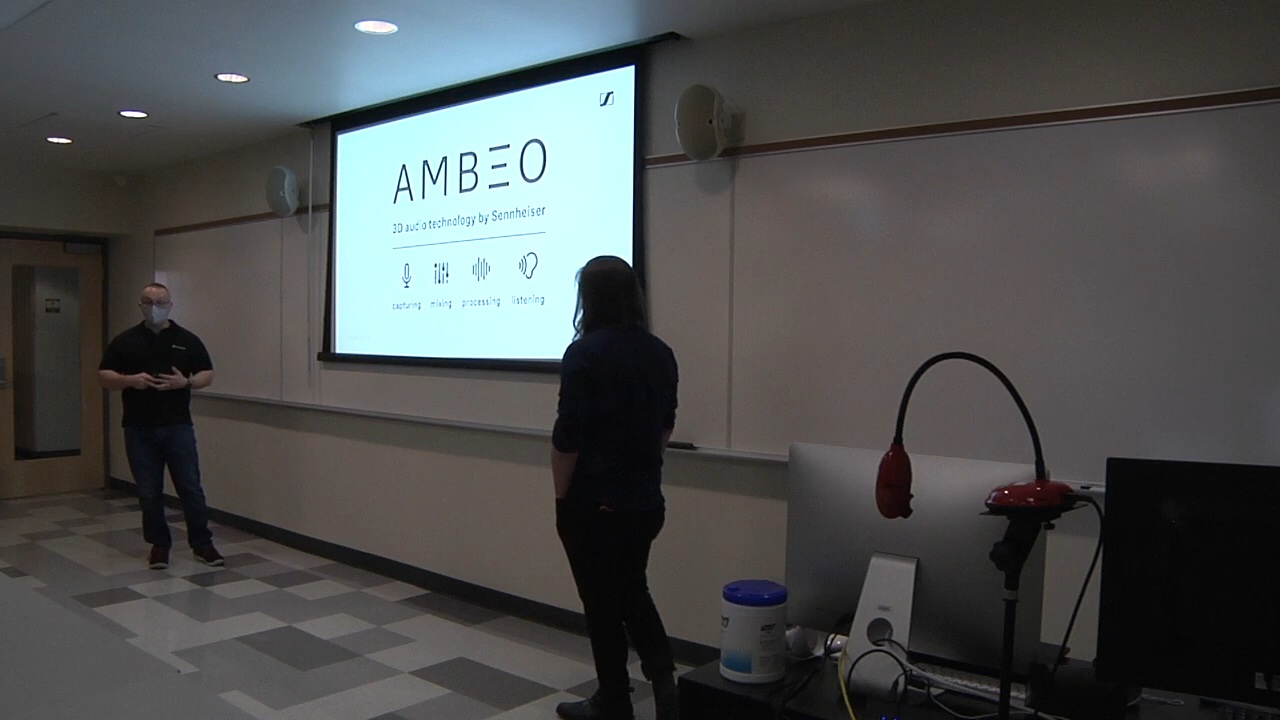 AMBEO
3D audio technology by Sennheiser
capturing mixing processing listening